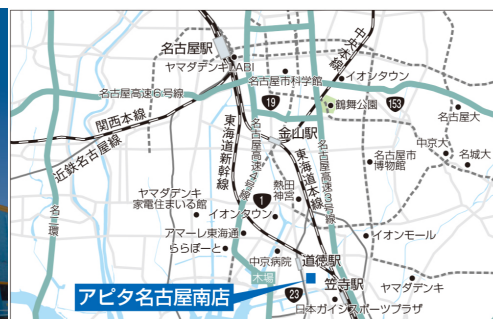 名古屋駅
ヤマダデンキLABI
中央本線
名古屋市科学館
イオンタウン
名古屋高速6号線
19
鶴舞公園
153
名古屋大
関西本線
近鉄名古屋線
東海道新幹線
名古屋高速4号線
金山駅
東海道本線
名古屋高速3号線
中京大
名城大
名古屋市
博物館
名二環
ヤマダデンキ
家電住まいる館
1
熱田
神宮
イオンタウン
アマーレ東海通
ららぽーと
イオンモール
中京病院
道徳駅
木場
笠寺駅
ヤマダデンキ
アピタ名古屋南店
23
日本ガイシスポーツプラザ